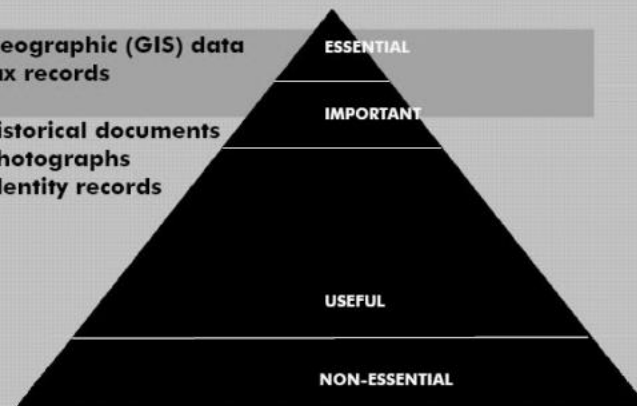 eographic (GIS) data
ax records
istorical documents
hotographs
dentity records
ESSENTIAL
IMPORTANT
USEFUL
NON-ESSENTIAL